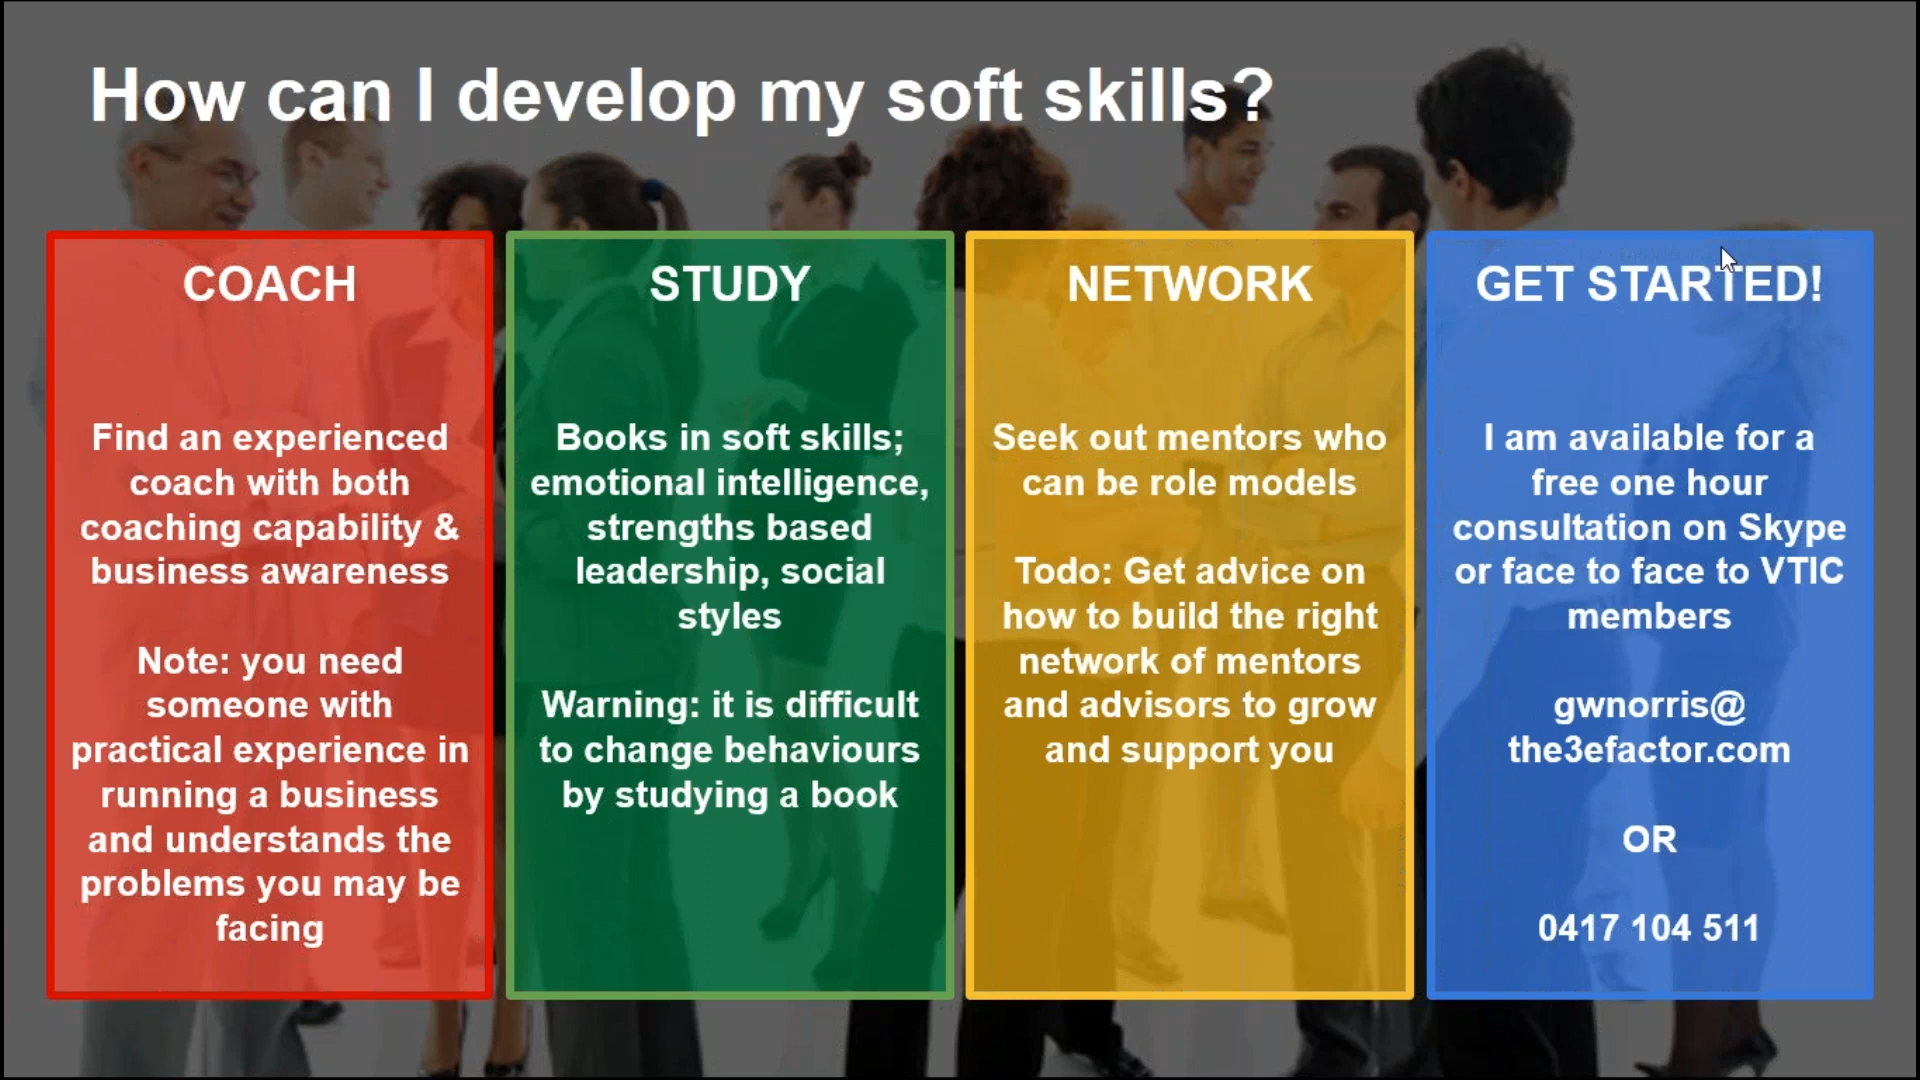 How can I develop my soft skills?
COACH
Find an experienced
coach with both
coaching capability &
business awareness
Note: you need
someone with
practical experience in
running a business
and understands the
problems you may be
facing
STUDY
Books in soft skills;
emotional intelligence,
strengths based
leadership, social
styles
Warning: it is difficult
to change behaviours
by studying a book
NETWORK
Seek out mentors who
can be role models
Todo: Get advice on
how to build the right
network of mentors
and advisors to grow
and support you
GET STARTED!
I am available for a
free one hour
consultation on Skype
or face to face to VTIC
members
gwnorris@
the3efactor.com
OR
0417 104 511